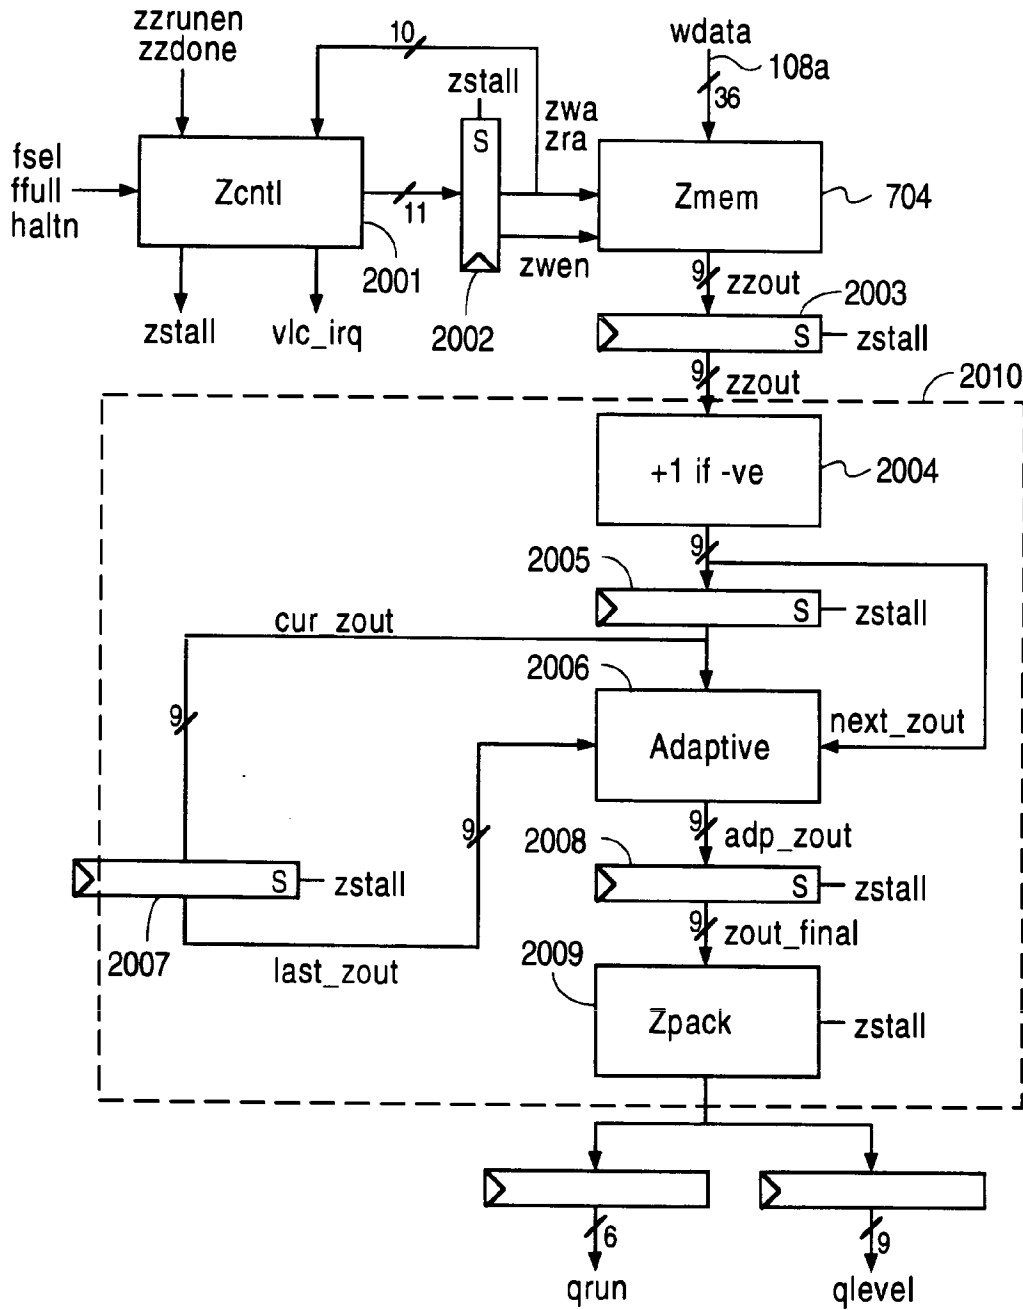 zzrunen
zzdone
10
wdata
108a
36
zstall
zwa
zra
S
fsel
ffull
haltn
Zcntl
11
Zmem
704
2001
zwen
9
zzout
2003
zstall
vlc_irq
2002
S
zstall
9
zzout
2010
+1 if -ve
2004
9
2005
S
zstall
cur_zout
2006
9
next_zout
Adaptive
9
9
adp_zout
2008
S
zstall
S
zstall
9
zout_final
2007
last_zout
2009
Zpack
zstall
6
9
qrun
qlevel